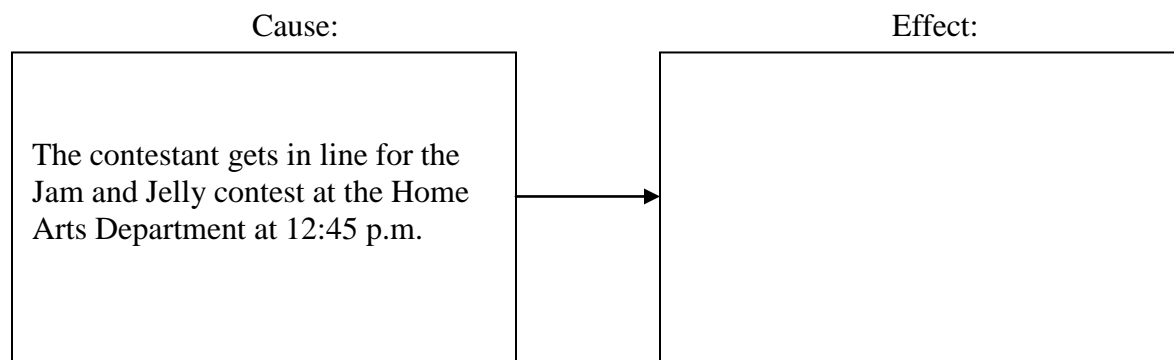 Cause: Effect:
The contestant gets in line for the
Jam and Jelly contest at the Home
Arts Department at 12:45 p.m.